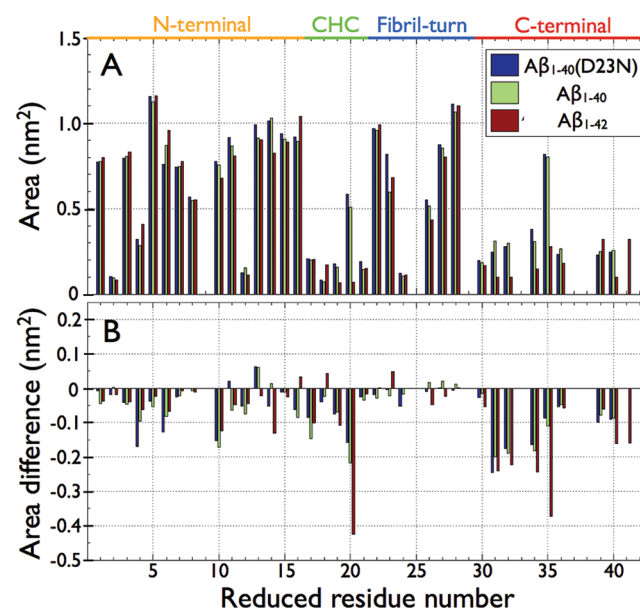 N-terminal CHC Fibril-turn C-terminal
A
Aβ1-40(D23N)
Aβ1-40
Aβ1-42
Area (nm²)
1.5
1.0
0.5
0
B
Area difference (nm²)
0.2
0.1
0
-0.1
-0.2
-0.3
-0.4
-0.5
5 10 15 20 25 30 35 40
Reduced residue number